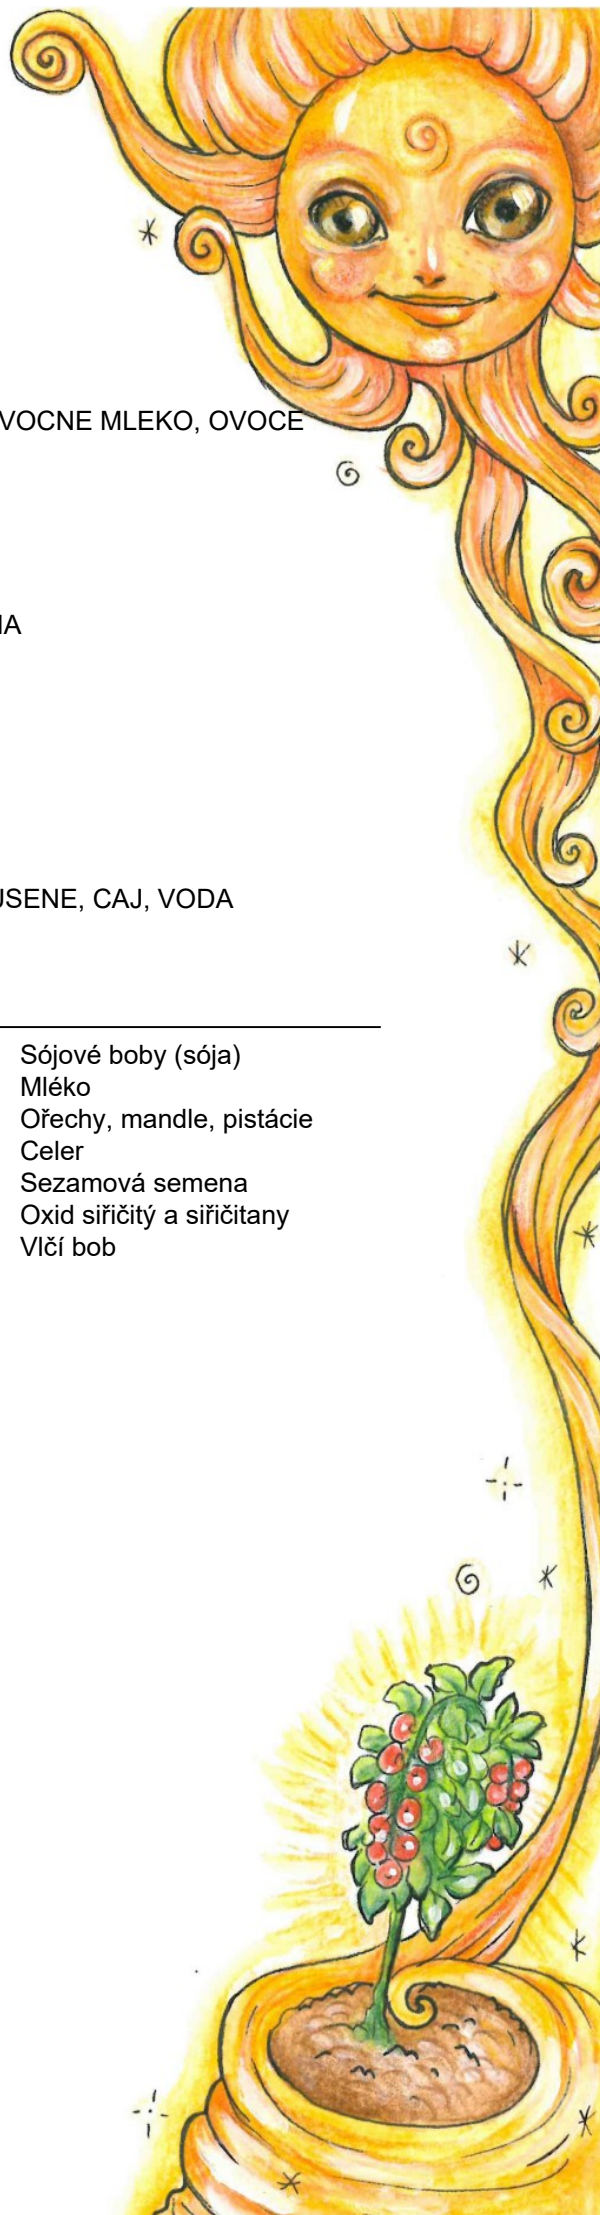 VOCNE MLEKO, OVOCE
NA
USENE, CAJ, VODA
Sójové boby (sója)
Mléko
Ořechy, mandle, pistácie
Celer
Sezamová semena
Oxid siřičitý a siřičitany
Vlčí bob